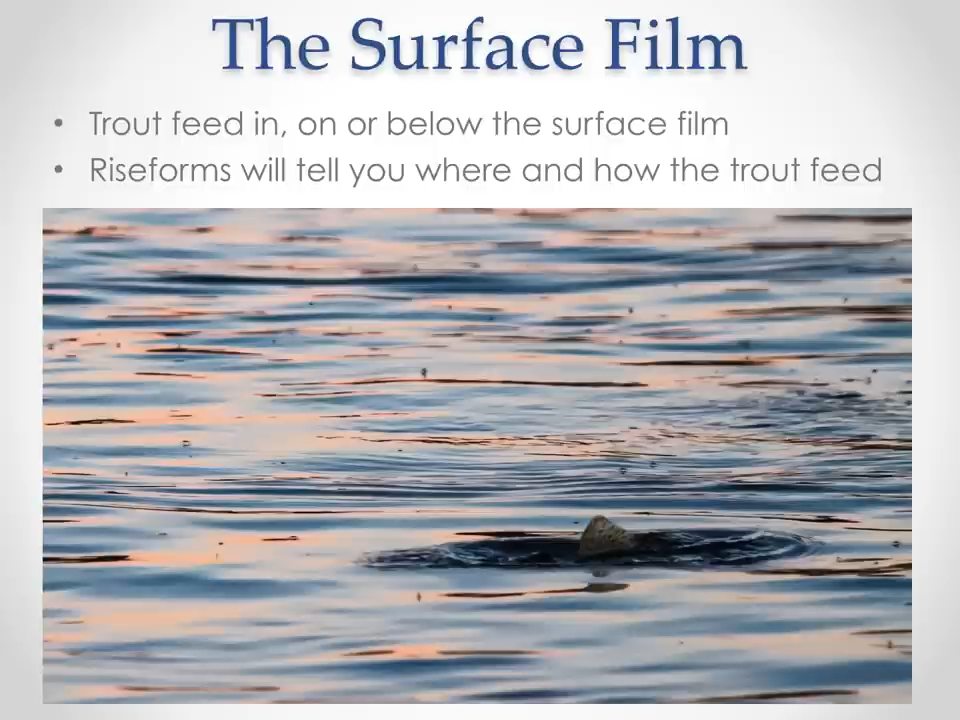 The Surface Film
• Trout feed in, on or below the surface film
• Riseforms will tell you where and how the trout feed